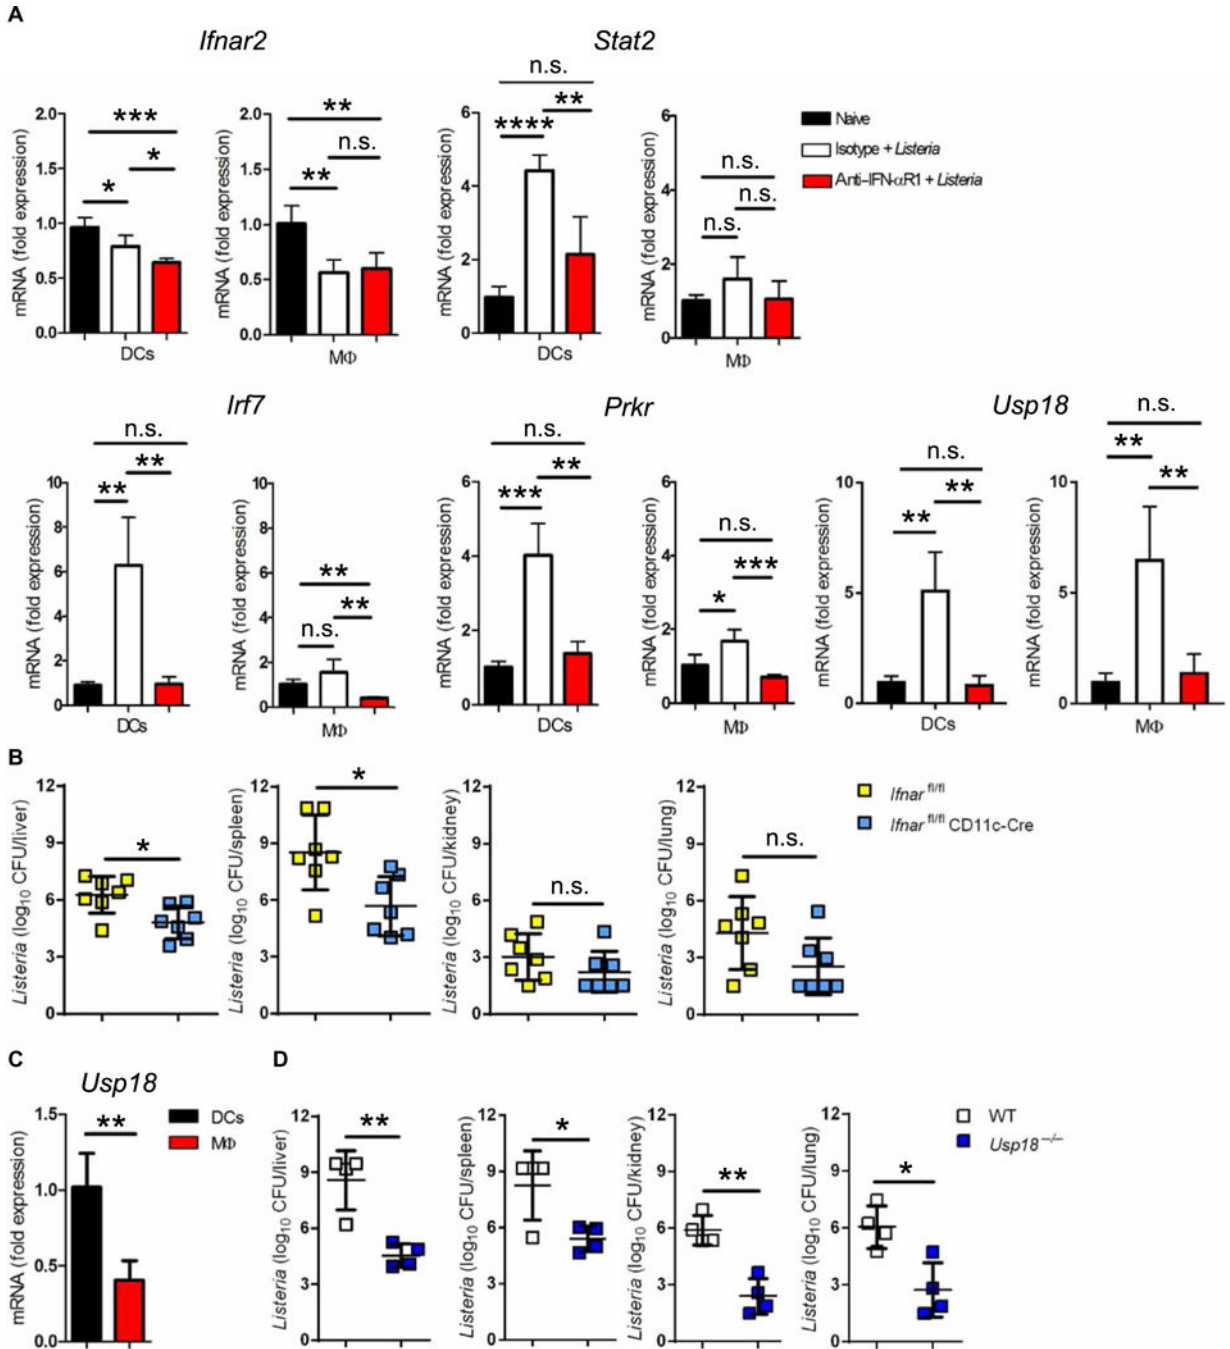 A
Ifnar2
Stat2
n.s.
***
*
*
mRNA (fold expression)
2.0
1.5
1.0
0.5
0.0
DCs
**
n.s.
**
mRNA (fold expression)
2.0
1.5
1.0
0.5
0.0
MΦ
**
****
mRNA (fold expression)
6
4
2
0
DCs
n.s.
n.s.
n.s.
mRNA (fold expression)
6
4
2
0
MΦ
Naive
Isotype + Listeria
Anti–IFN-αR1 + Listeria
Irf7
Prkr
Usp18
n.s.
**
**
mRNA (fold expression)
10
8
6
4
2
0
DCs
**
**
n.s.
mRNA (fold expression)
10
8
6
4
2
0
MΦ
n.s.
**
***
mRNA (fold expression)
6
4
2
0
DCs
n.s.
***
*
mRNA (fold expression)
6
4
2
0
MΦ
n.s.
**
**
mRNA (fold expression)
10
5
0
DCs
n.s.
**
**
mRNA (fold expression)
10
5
0
MΦ
B
Listeria (log10 CFU/liver)
12
9
6
3
0
*
Listeria (log10 CFU/spleen)
12
9
6
3
0
*
Listeria (log10 CFU/kidney)
12
9
6
3
0
n.s.
Listeria (log10 CFU/lung)
12
9
6
3
0
n.s.
Ifnar fl/fl
Ifnar fl/fl CD11c-Cre
C
Usp18
mRNA (fold expression)
1.5
1.0
0.5
0.0
**
DCs
MΦ
D
Listeria (log10 CFU/liver)
12
9
6
3
0
**
Listeria (log10 CFU/spleen)
12
9
6
3
0
*
Listeria (log10 CFU/kidney)
12
9
6
3
0
**
Listeria (log10 CFU/lung)
12
9
6
3
0
*
WT
Usp18 –/–